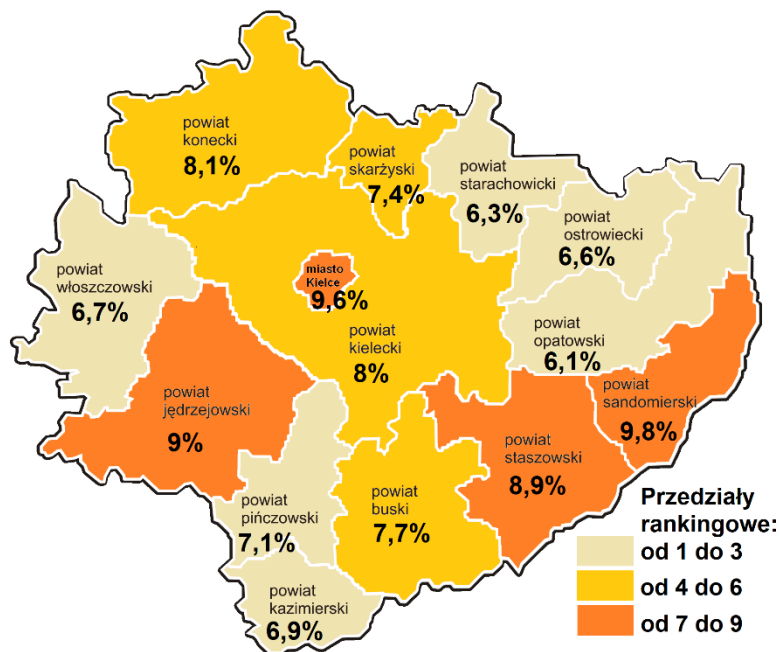 powiat
konecki
8,1%
powiat
skarżyski
7,4%
powiat
starachowicki
6,3%
powiat
ostrowiecki
6,6%
powiat
włoszczowski
6,7%
miasto
Kielce
9,6%
powiat
kielecki
8%
powiat
opatowski
6,1%
powiat
jędrzejowski
9%
powiat
sandomierski
9,8%
powiat
staszowski
8,9%
powiat
pińczowski
7,1%
powiat
buski
7,7%
powiat
kazimierski
6,9%
Przedziały
rankingowe:
od 1 do 3
od 4 do 6
od 7 do 9